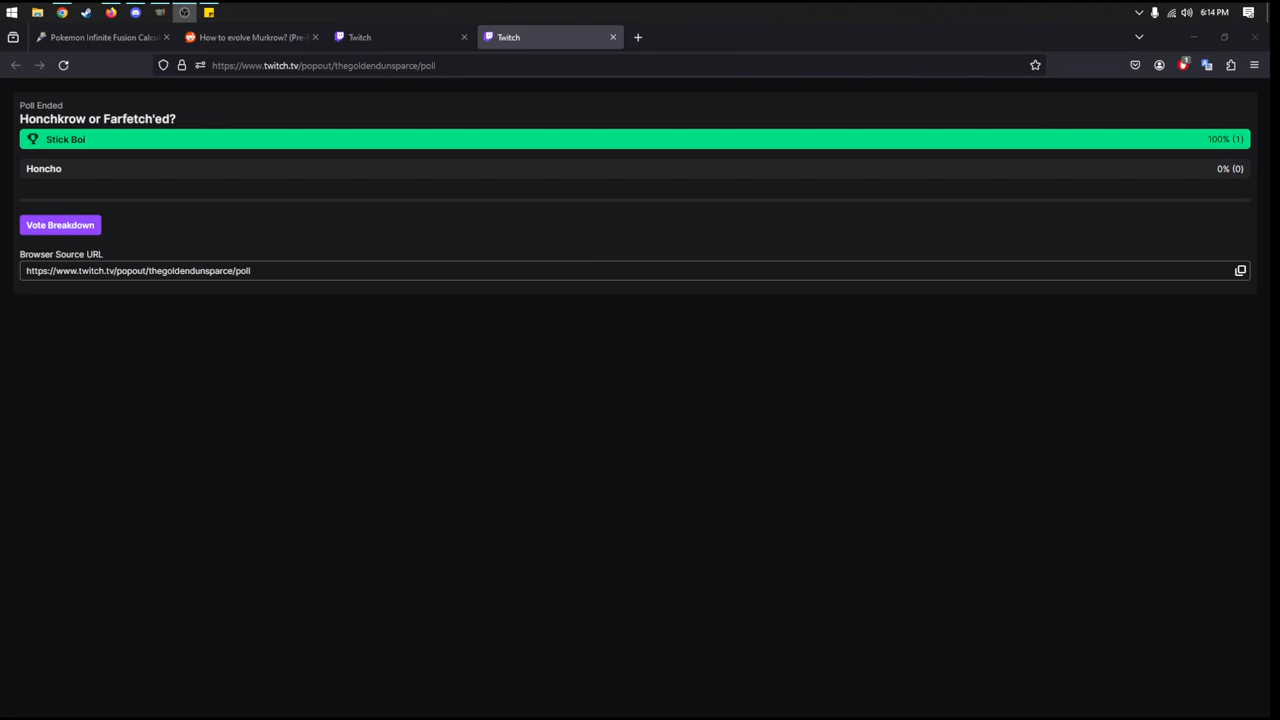 6:14 PM
Pokemon Infinite Fusion Calcu
How to evolve Murkrow? (Pre-
Twitch
Twitch
https://www.twitch.tv/popout/thegoldendunsparce/poll
1
Poll Ended
Honchkrow or Farfetch'ed?
Stick Boi 100% (1)
Honcho 0% (0)
Vote Breakdown
Browser Source URL
https://www.twitch.tv/popout/thegoldendunsparce/poll